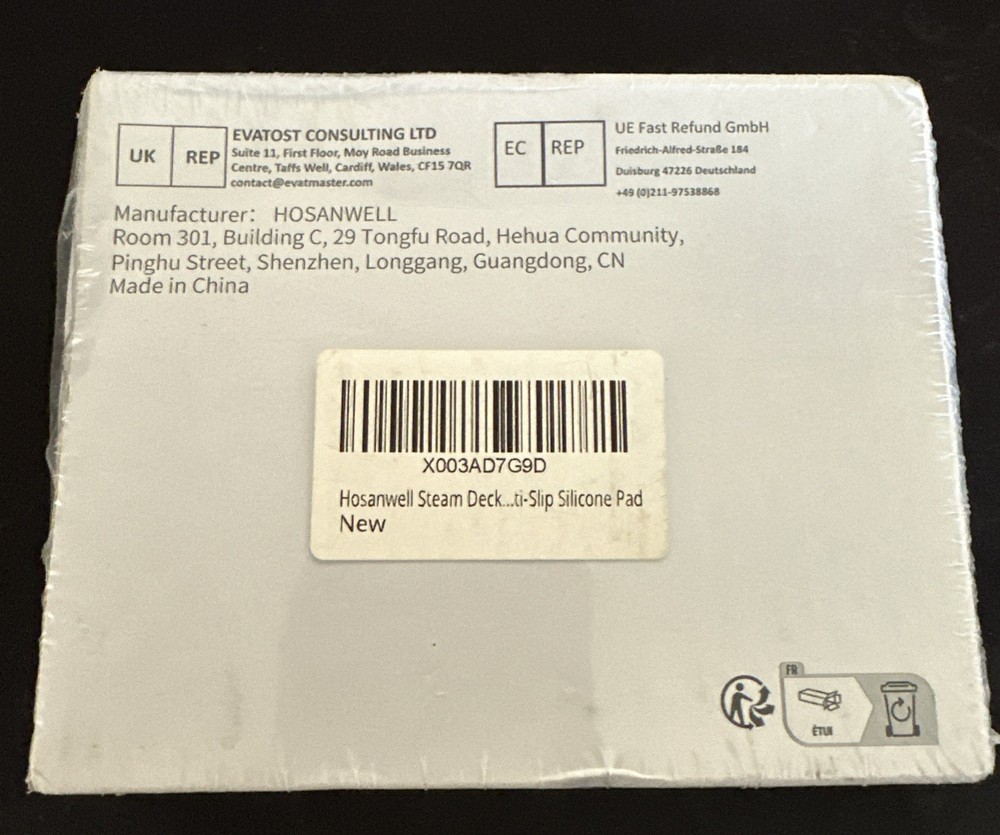 UK REP
EVATOST CONSULTING LTD
Suite 11, First Floor, Moy Road Business
Centre, Taffs Well, Cardiff, Wales, CF15 7QR
contact@evatmaster.com
EC REP
UE Fast Refund GmbH
Friedrich-Alfred-Straße 184
Duisburg 47226 Deutschland
+49 (0)211-97538868
Manufacturer: HOSANWELL
Room 301, Building C, 29 Tongfu Road, Hehua Community,
Pinghu Street, Shenzhen, Longgang, Guangdong, CN
Made in China
X003AD7G9D
Hosanwell Steam Deck...ti-Slip Silicone Pad
New
FR
ÉTUI